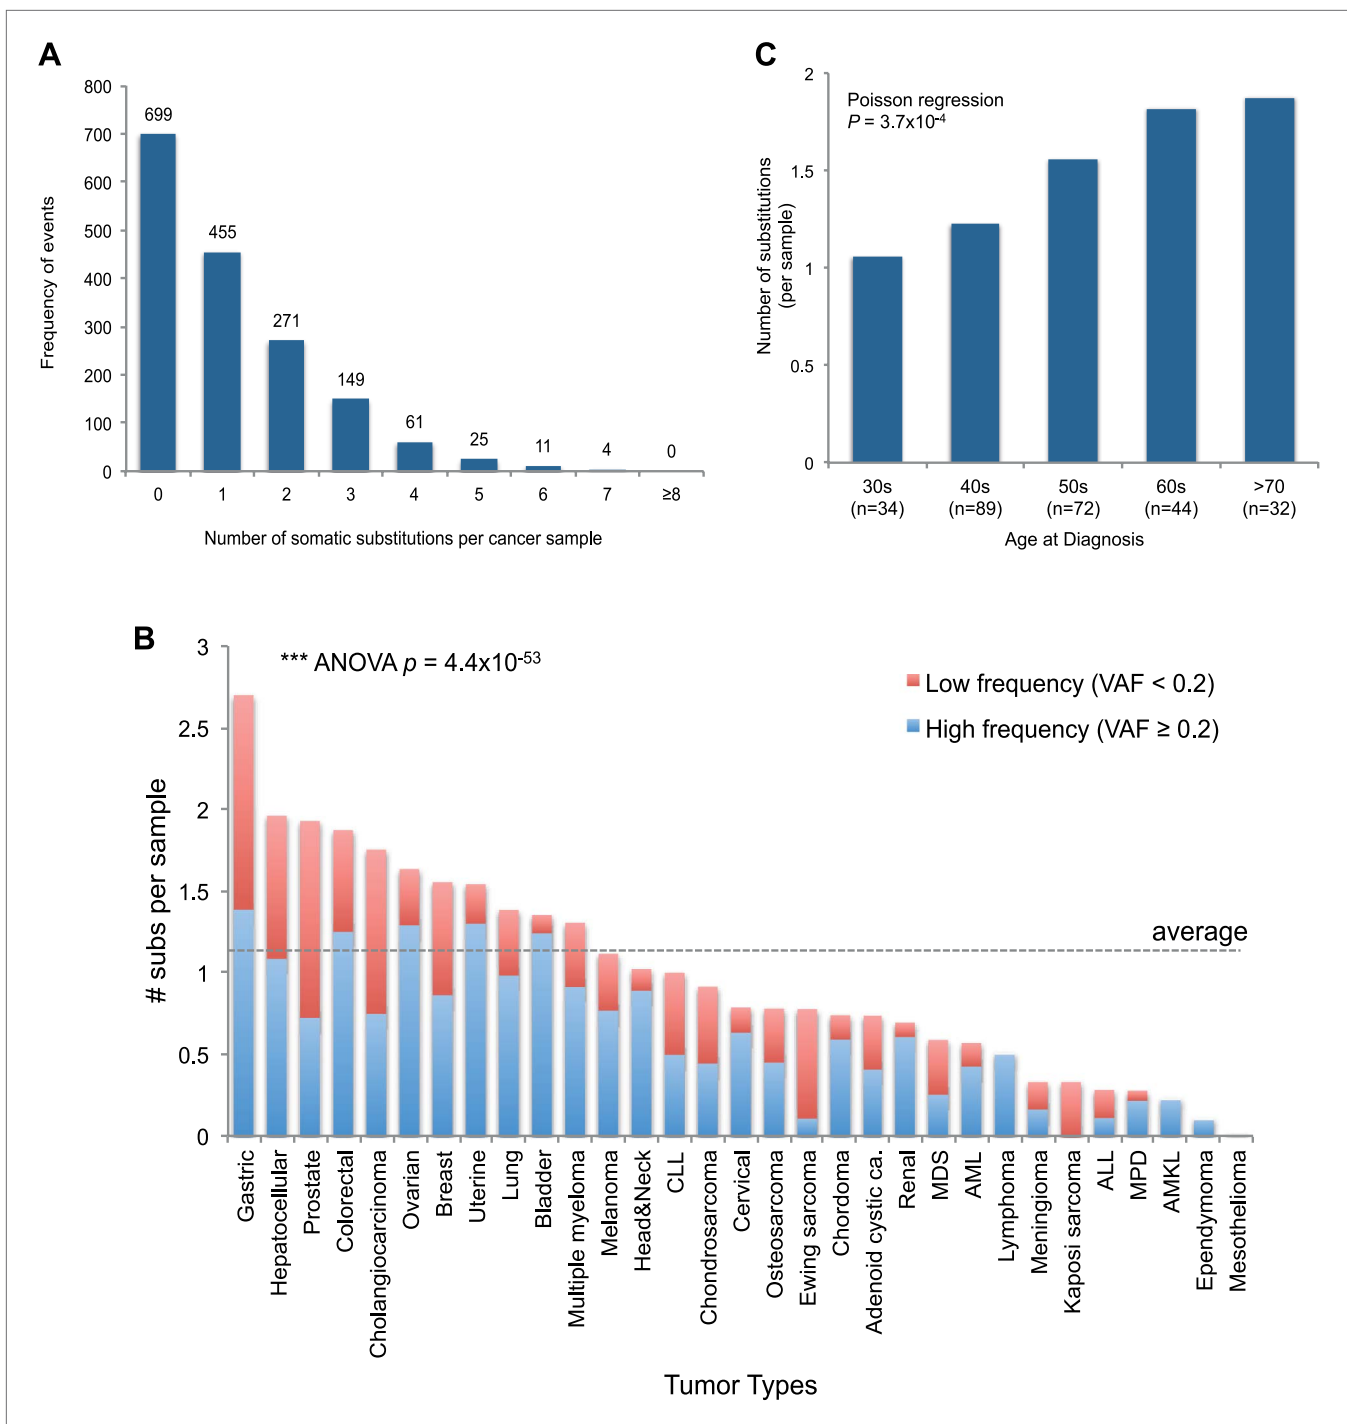 A
800
700
600
500
400
300
200
100
0
Frequency of events
699
455
271
149
61
25
11
4
0
0
1
2
3
4
5
6
7
≥8
Number of somatic substitutions per cancer sample
C
2
1.5
1
0.5
0
Number of substitutions
(per sample)
Poisson regression
P = 3.7x10-4
30s
(n=34)
40s
(n=89)
50s
(n=72)
60s
(n=44)
>70
(n=32)
Age at Diagnosis
B
3
2.5
2
1.5
1
0.5
0
# subs per sample
*** ANOVA p = 4.4x10-53
Low frequency (VAF < 0.2)
High frequency (VAF ≥ 0.2)
average
Gastric
Hepatocellular
Prostate
Colorectal
Cholangiocarcinoma
Ovarian
Breast
Uterine
Lung
Bladder
Multiple myeloma
Melanoma
Head&Neck
CLL
Chondrosarcoma
Cervical
Osteosarcoma
Ewing sarcoma
Chordoma
Adenoid cystic ca.
Renal
MDS
AML
Lymphoma
Meningioma
Kaposi sarcoma
ALL
MPD
AMKL
Ependymoma
Mesothelioma
Tumor Types